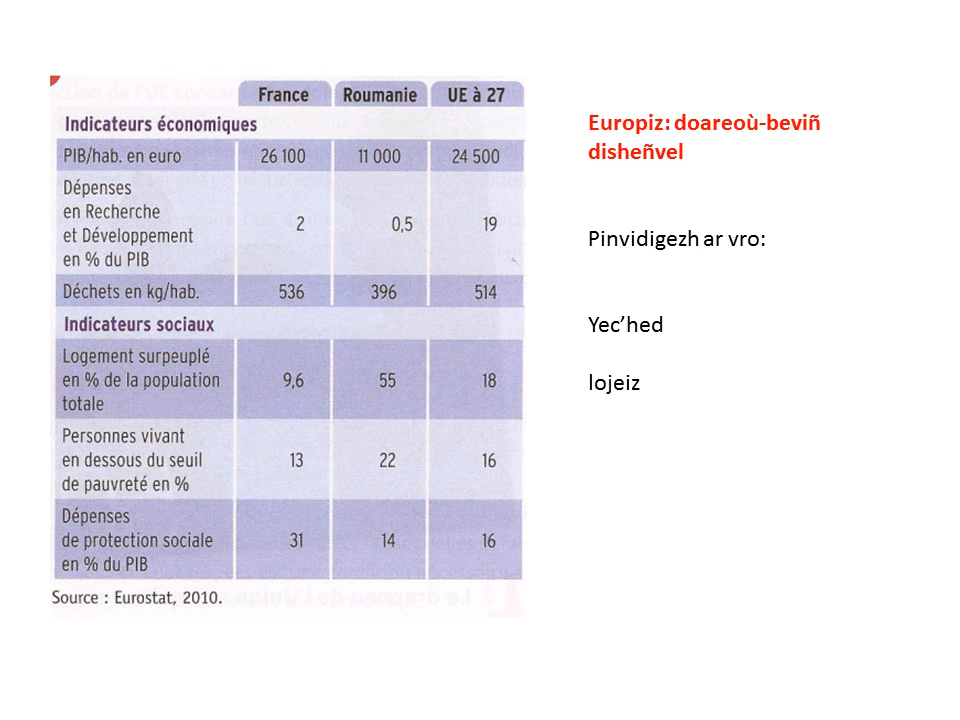 France Roumanie UE à 27
Indicateurs économiques
PIB/hab. en euro 26 100 11 000 24 500
Dépenses
en Recherche
et Développement 2 0,5 19
en % du PIB
Déchets en kg/hab. 536 396 514
Indicateurs sociaux
Logement surpeuplé
en % de la population 9,6 55 18
totale
Personnes vivant
en dessous du seuil 13 22 16
de pauvreté en %
Dépenses
de protection sociale 31 14 16
en % du PIB
Source : Eurostat, 2010.
Europiz: doareoù-beviñ
disheñvel
Pinvidigezh ar vro:
Yec’hed
lojeiz